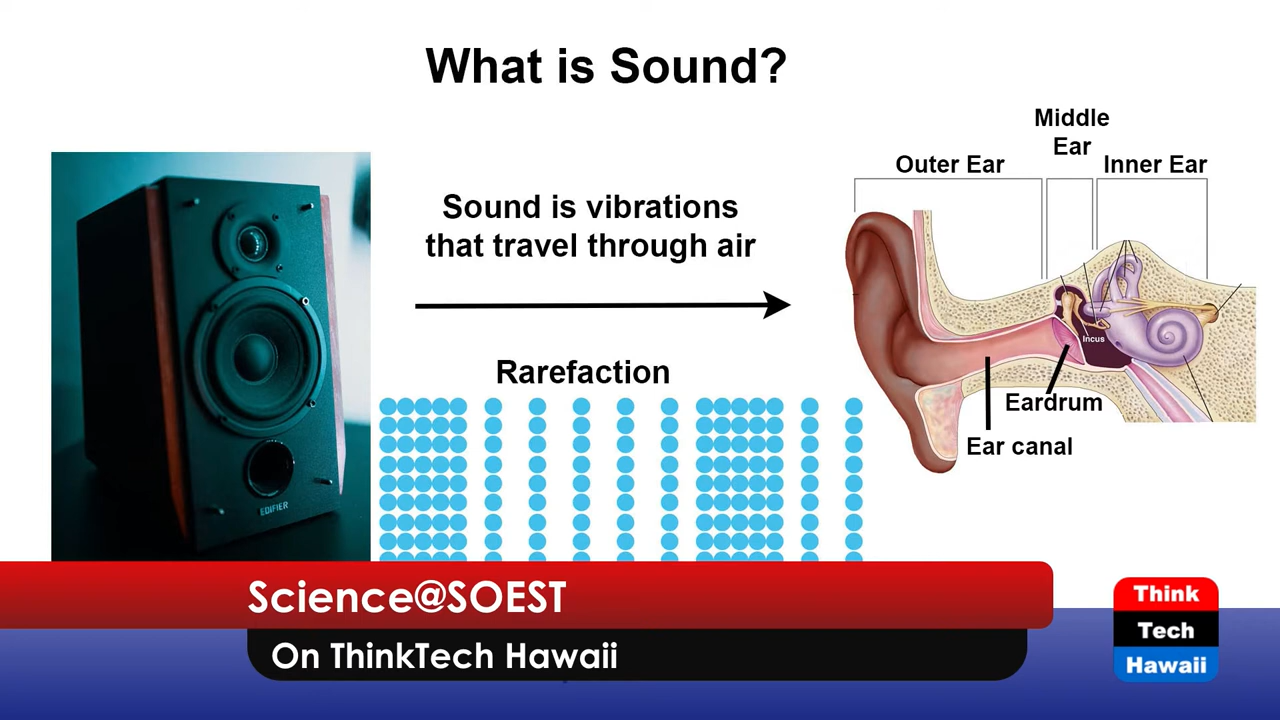 What is Sound?
Middle
Ear
Outer Ear
Inner Ear
Sound is vibrations
that travel through air
Incus
Rarefaction
Eardrum
Ear canal
EDIFIER
Science@SOEST
On ThinkTech Hawaii
Think
Tech
Hawaii